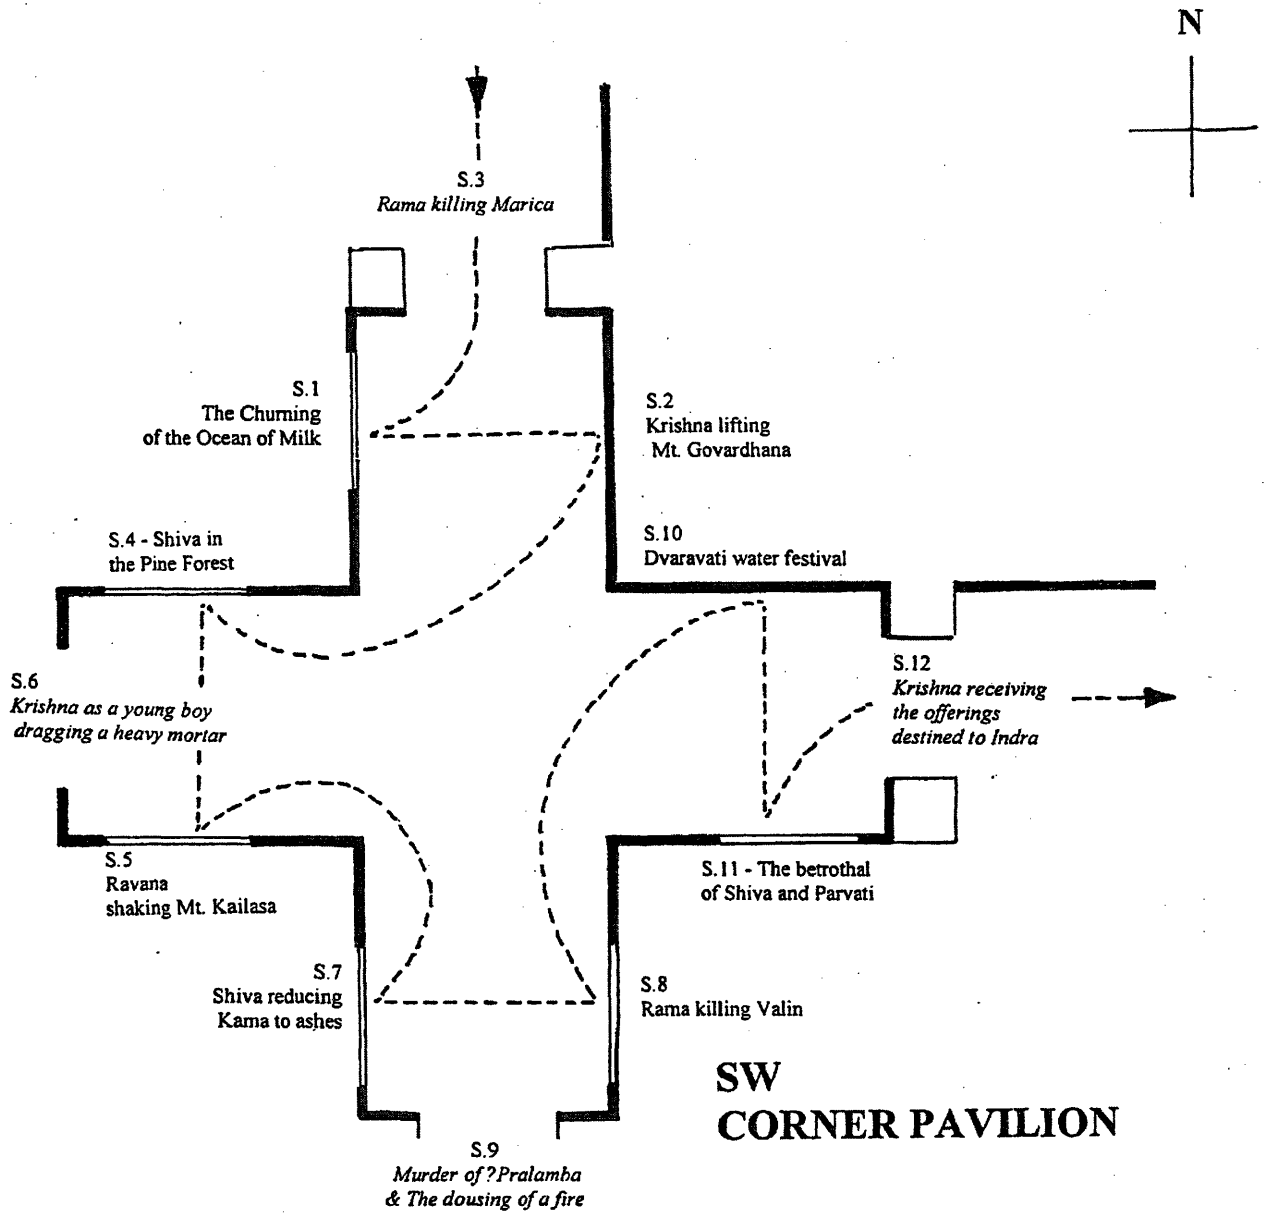 N
S.3
Rama killing Marica
S.1
The Churning
of the Ocean of Milk
S.2
Krishna lifting
Mt. Govardhana
S.4 - Shiva in
the Pine Forest
S.10
Dvaravati water festival
S.6
Krishna as a young boy
dragging a heavy mortar
S.12
Krishna receiving
the offerings
destined to Indra
S.5
Ravana
shaking Mt. Kailasa
S.11 - The betrothal
of Shiva and Parvati
S.7
Shiva reducing
Kama to ashes
S.8
Rama killing Valin
SW
CORNER PAVILION
S.9
Murder of ?Pralamba
& The dousing of a fire